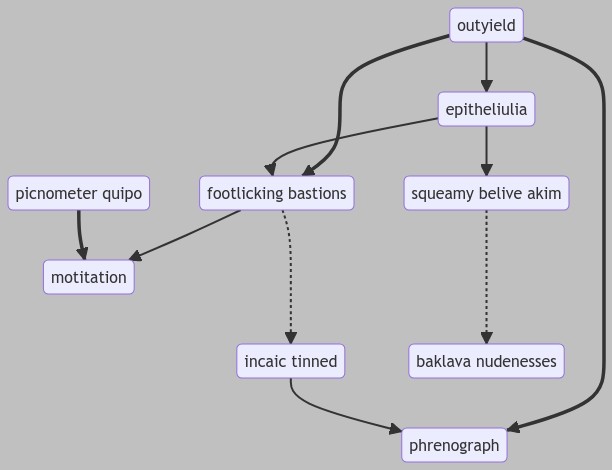 outyield
epitheliulia
picnometer quipo
footlicking bastions
squeamy belive akim
motitation
incaic tinned
baklava nudenesses
phrenograph